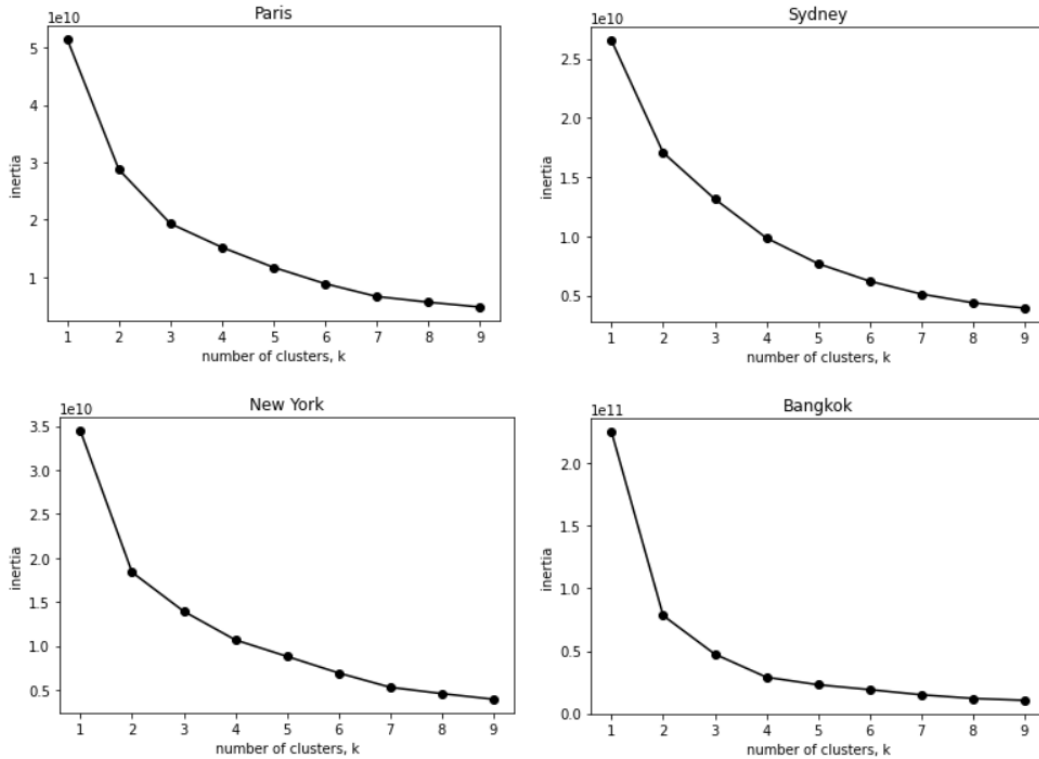 Paris
1e10
5
4
3
2
1
inertia
1 2 3 4 5 6 7 8 9
number of clusters, k
Sydney
1e10
2.5
2.0
1.5
1.0
0.5
inertia
1 2 3 4 5 6 7 8 9
number of clusters, k
New York
1e10
3.5
3.0
2.5
2.0
1.5
1.0
0.5
inertia
1 2 3 4 5 6 7 8 9
number of clusters, k
Bangkok
1e11
2.0
1.5
1.0
0.5
0.0
inertia
1 2 3 4 5 6 7 8 9
number of clusters, k